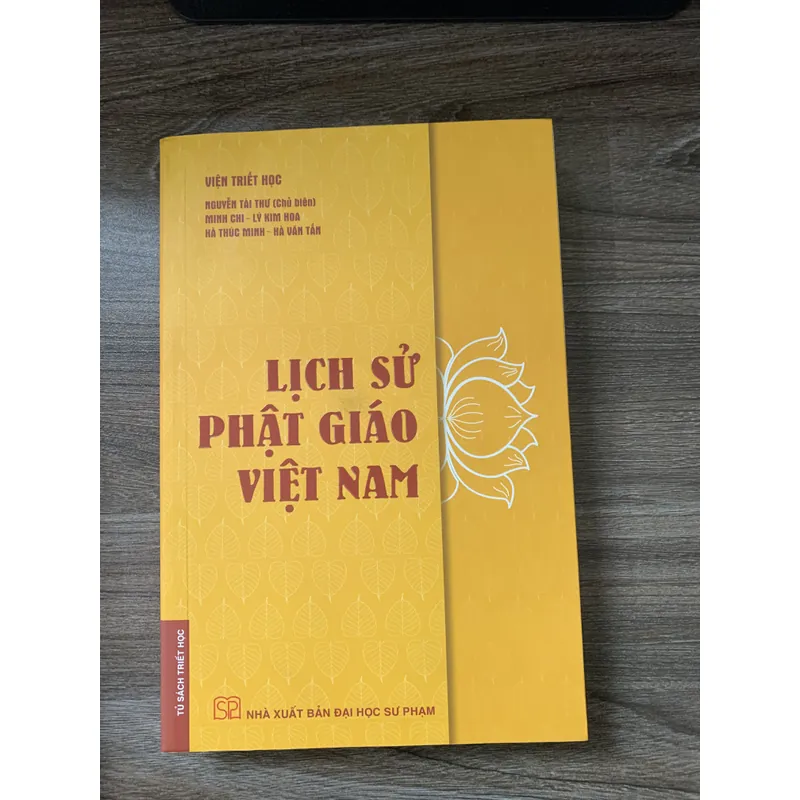 VIỆN TRIẾT HỌC
NGUYỄN TÀI THƯ (Chủ biên)
MINH CHI - LÝ KIM HOA
HÀ THÚC MINH - HÀ VĂN TẤN
LỊCH SỬ
PHẬT GIÁO
VIỆT NAM
TỦ SÁCH TRIẾT HỌC
SP
NHÀ XUẤT BẢN ĐẠI HỌC SƯ PHẠM